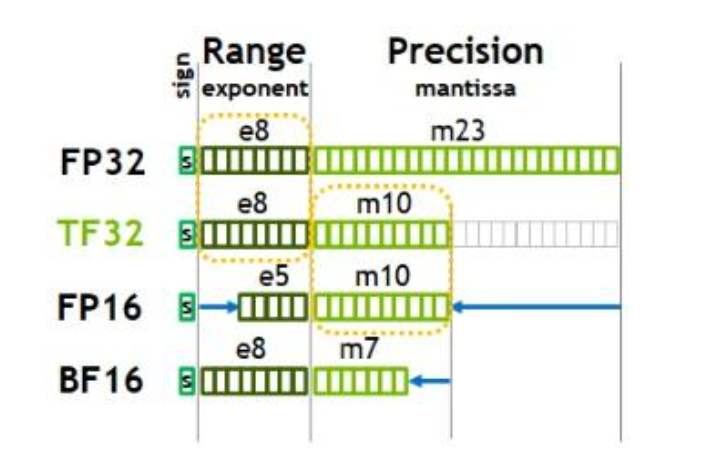 Range Precision
sign exponent mantissa
e8 m23
FP32 s
e8 m10
TF32 s
e5 m10
FP16 s
e8 m7
BF16 s